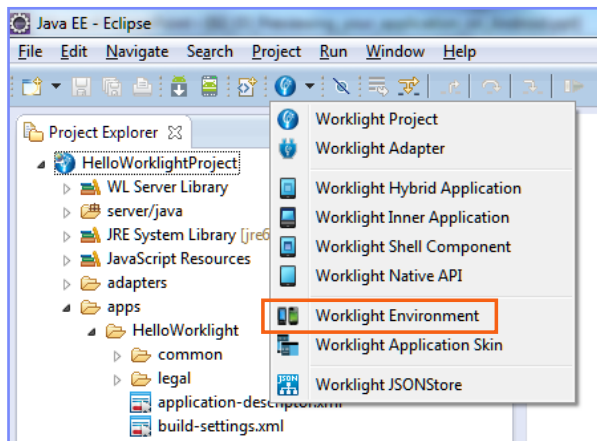 Java EE - Eclipse
File Edit Navigate Search Project Run Window Help
Project Explorer
HelloWorklightProject
WL Server Library
server/java
JRE System Library [jre6
JavaScript Resources
adapters
apps
HelloWorklight
common
legal
application-descriptor.xml
build-settings.xml
Worklight Project
Worklight Adapter
Worklight Hybrid Application
Worklight Inner Application
Worklight Shell Component
Worklight Native API
Worklight Environment
Worklight Application Skin
JSON
Worklight JSONStore